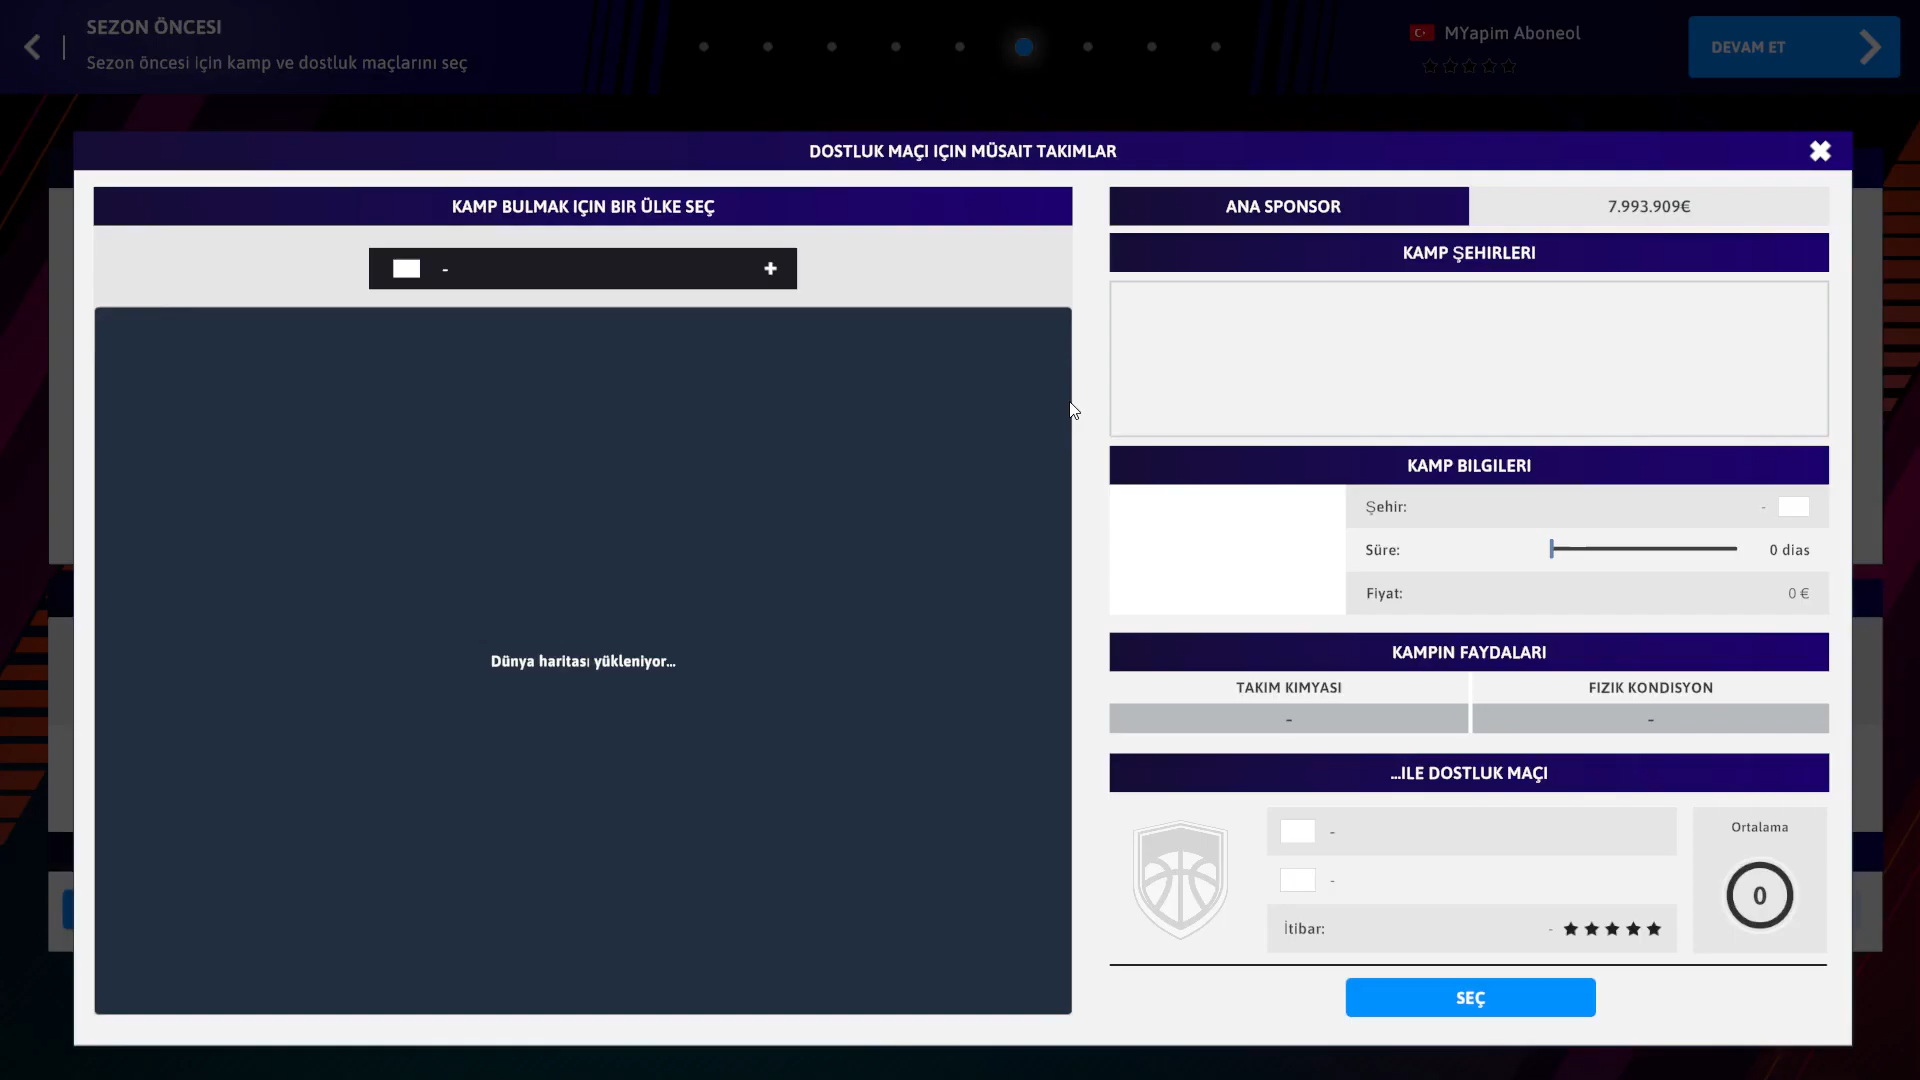 SEZON ÖNCESI
Sezon öncesi için kamp ve dostluk maçlarını seç
MYapim Aboneol
DEVAM ET
DOSTLUK MAÇI IÇIN MÜSAIT TAKIMLAR
KAMP BULMAK IÇIN BIR ÜLKE SEÇ
-
+
Dünya haritası yükleniyor...
ANA SPONSOR
7.993.909€
KAMP ŞEHIRLERI
KAMP BILGILERI
Şehir:
-
Süre:
0 dias
Fiyat:
0 €
KAMPIN FAYDALARI
TAKIM KIMYASI
FIZIK KONDISYON
-
-
...ILE DOSTLUK MAÇI
-
-
İtibar:
-
Ortalama
0
SEÇ